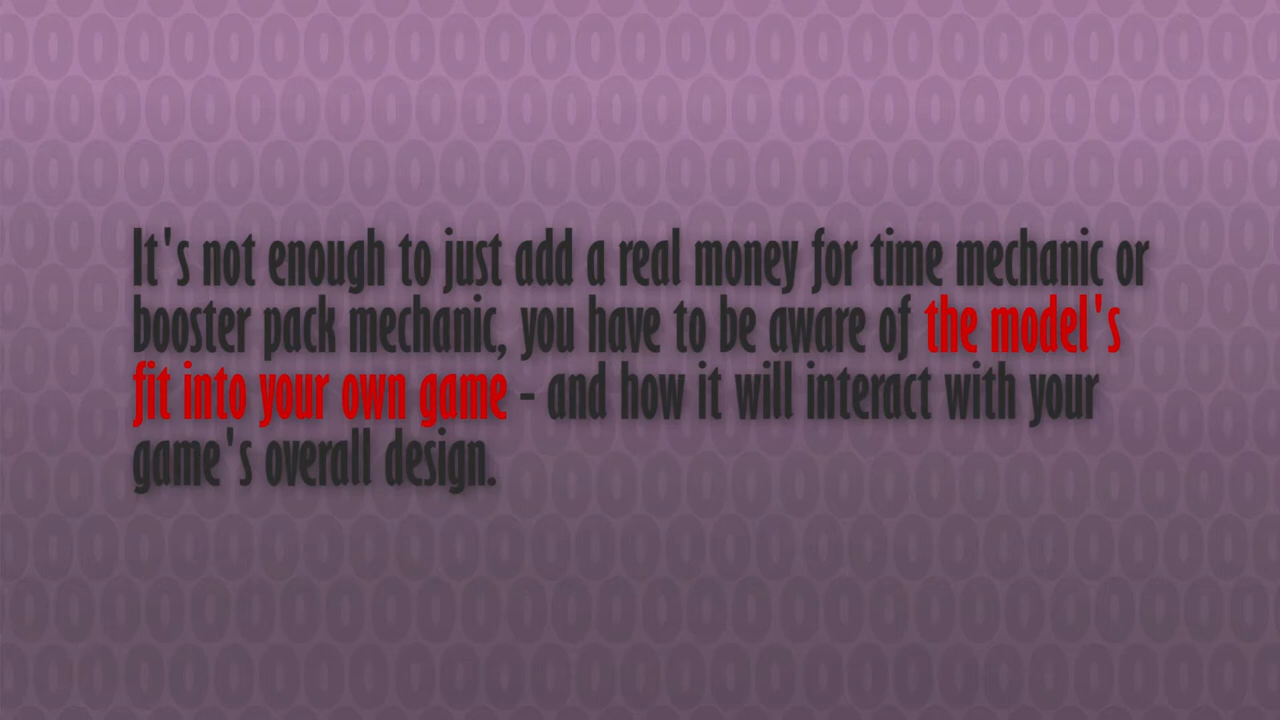 It's not enough to just add a real money for time mechanic or
booster pack mechanic, you have to be aware of the model's
fit into your own game - and how it will interact with your
game's overall design.